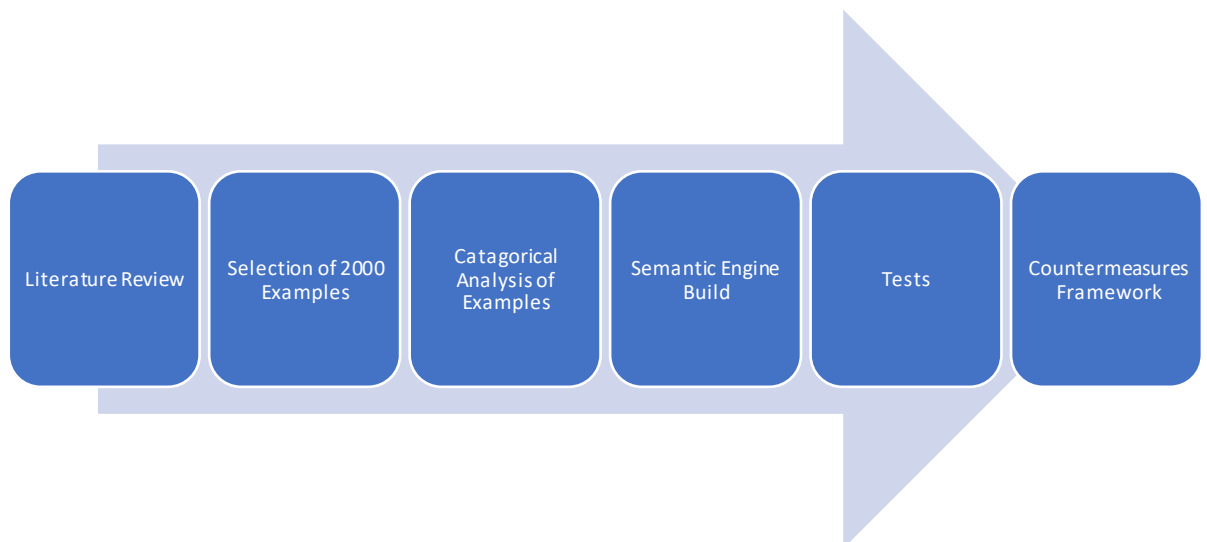 Literature Review
Selection of 2000
Examples
Catagorical
Analysis of
Examples
Semantic Engine
Build
Tests
Countermeasures
Framework